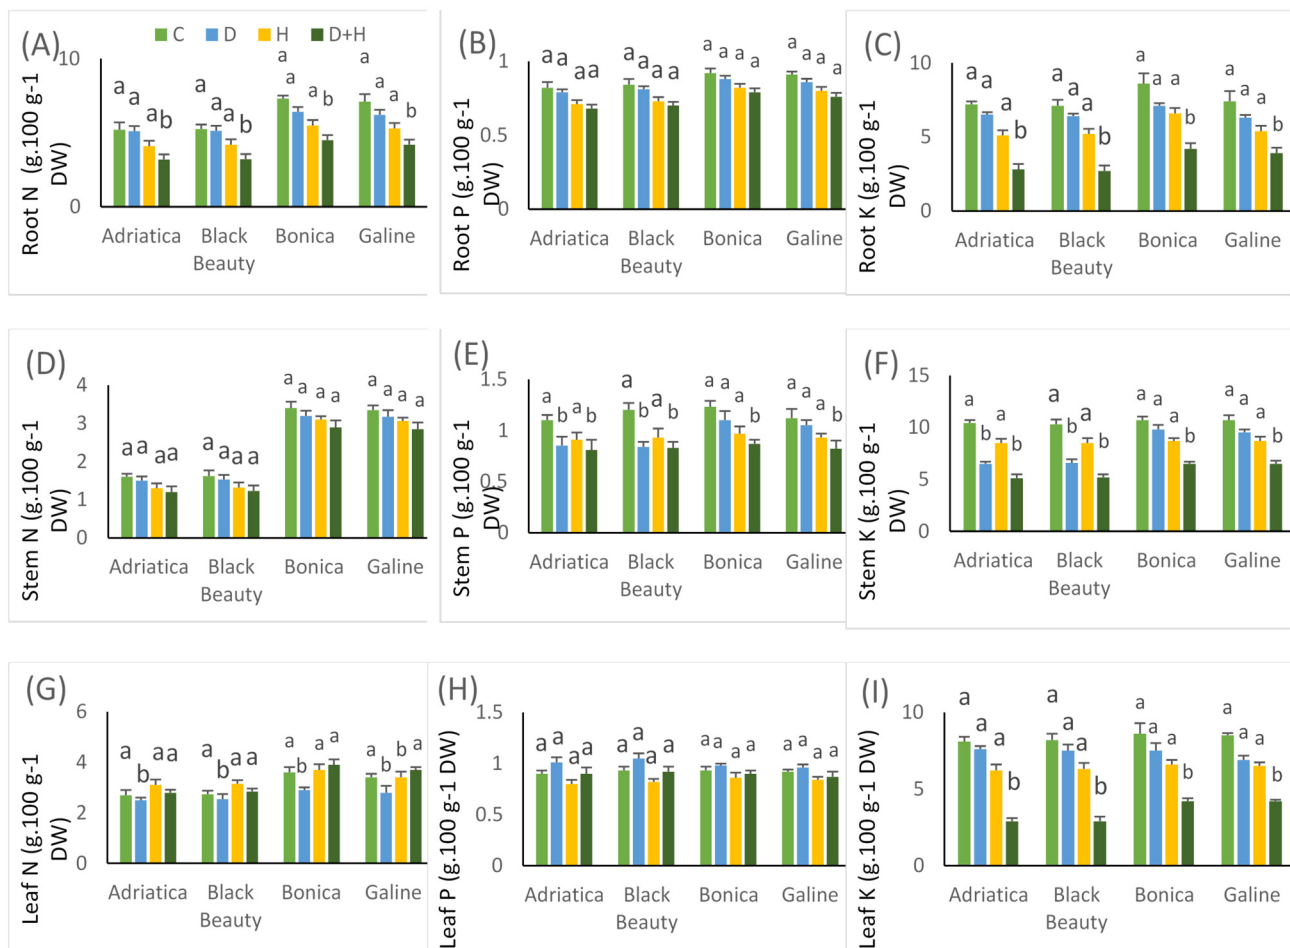 (A)
C D H D+H
10
0
a a a b a a a b a a a b a a a b
Adriatica Black Beauty Bonica Galine
Root N (g.100 g-1
DW)
(B)
1
0.5
0
a a a a a a a a a a a a a a a a
Adriatica Black Beauty Bonica Galine
Root P (g.100 g-1
DW)
(C)
10
5
0
a a a b a a a b a a a b a a a b
Adriatica Black Beauty Bonica Galine
Root K (g.100 g-1
DW)
(D)
4
3
2
1
0
a a a a a a a a a a a a a a a a
Adriatica Black Beauty Bonica Galine
Stem N (g.100 g-1
DW)
(E)
1.5
1
0.5
0
a b a b a b a b a a a b a a a b
Adriatica Black Beauty Bonica Galine
Stem P (g.100 g-1
DW)
(F)
15
10
5
0
a b a b a b a b a a a b a a a b
Adriatica Black Beauty Bonica Galine
Stem K (g.100 g-1
DW)
(G)
6
4
2
0
a b a a a b a a a b a a a b b a
Adriatica Black Beauty Bonica Galine
Leaf N (g.100 g-1
DW)
(H)
1.5
1
0.5
0
a a a a a a a a a a a a a a a a
Adriatica Black Beauty Bonica Galine
Leaf P (g.100 g-1 DW)
(I)
10
5
0
a a a b a a a b a a a b a a a b
Adriatica Black Beauty Bonica Galine
Leaf K (g.100 g-1 DW)